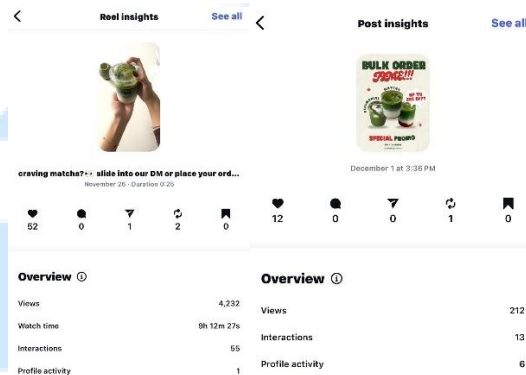 Reel insights
See all
craving matcha?👀 slide into our DM or place your ord...
November 26 · Duration 0:26
52
0
1
2
0
Overview
Views
4,232
Watch time
9h 12m 27s
Interactions
55
Profile activity
1
Post insights
See all
BULK ORDER
SPECIAL PROMO
December 1 at 3:36 PM
12
0
0
1
0
Overview
Views
212
Interactions
13
Profile activity
6